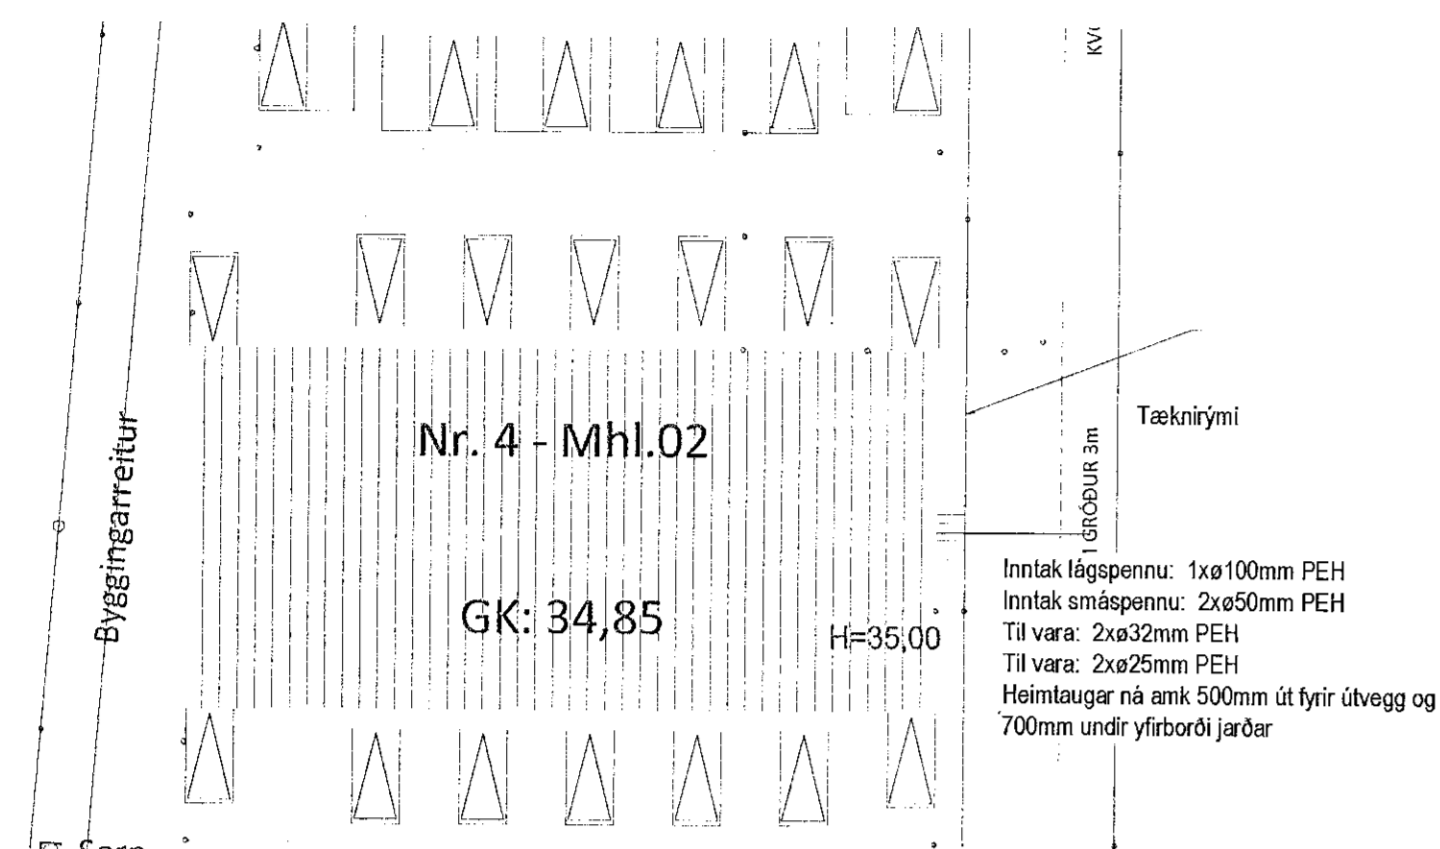 KV
Byggingarreitur
Nr. 4 - Mhl.02
GK: 34,85
H=35,00
Tæknirými
I GRÓÐUR 3m
Inntak lágspennu: 1xø100mm PEH
Inntak smáspennu: 2xø50mm PEH
Til vara: 2xø32mm PEH
Til vara: 2xø25mm PEH
Heimtaugar ná amk 500mm út fyrir útvegg og
700mm undir yfirborði jarðar